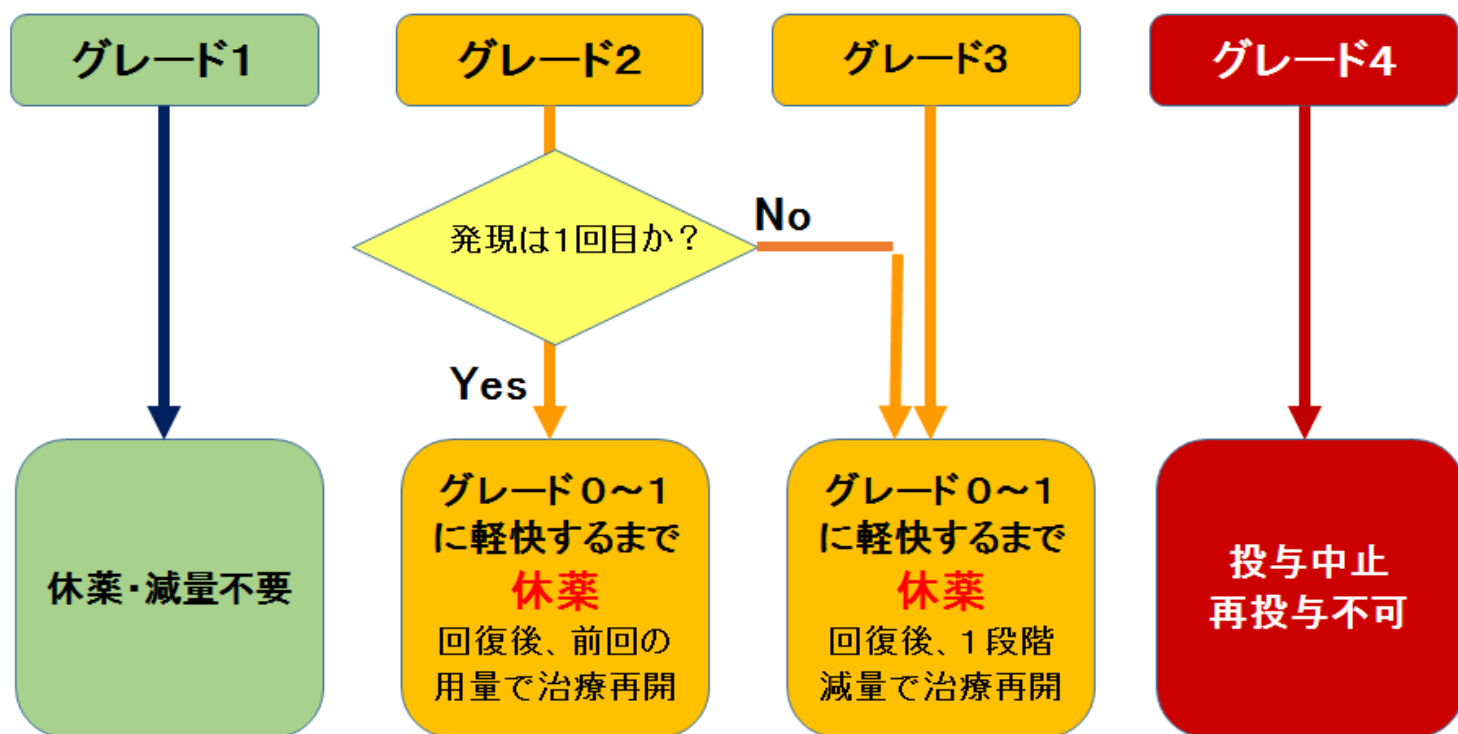 グレード1
グレード2
グレード3
グレード4
発現は1回目か？
No
Yes
休薬・減量不要
グレード０～１
に軽快するまで
休薬
回復後、前回の
用量で治療再開
グレード０～１
に軽快するまで
休薬
回復後、１段階
減量で治療再開
投与中止
再投与不可